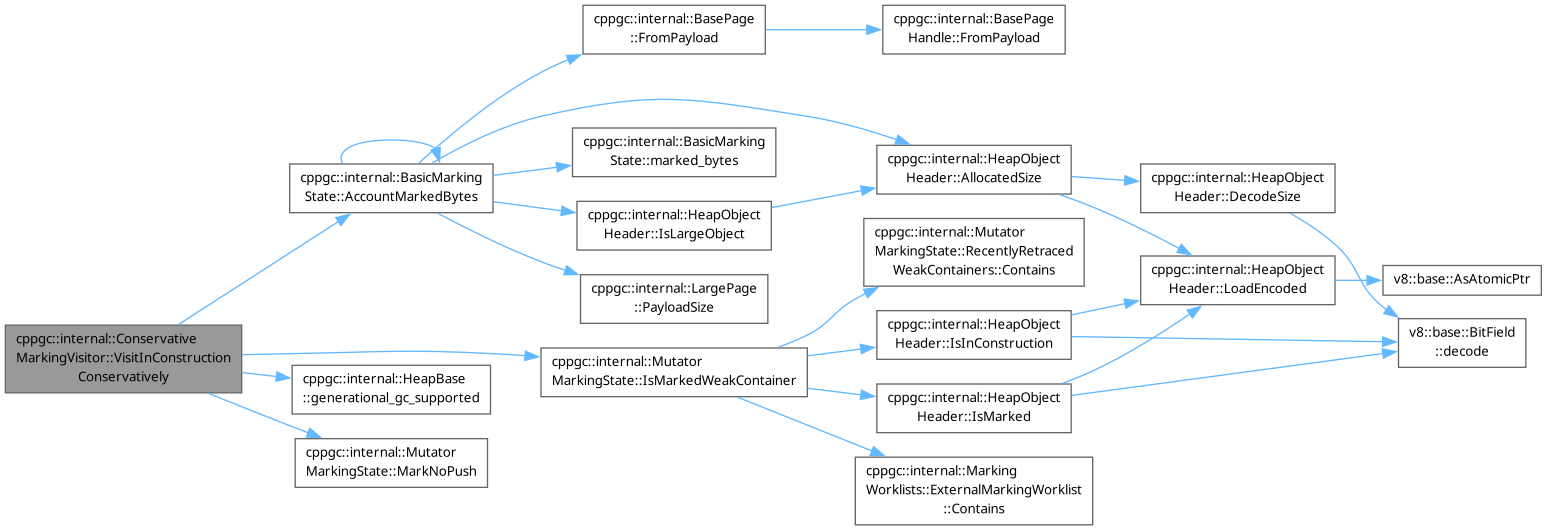 cppgc::internal::Conservative
MarkingVisitor::VisitInConstruction
Conservatively
cppgc::internal::BasicMarking
State::AccountMarkedBytes
cppgc::internal::BasePage
::FromPayload
cppgc::internal::BasePage
Handle::FromPayload
cppgc::internal::BasicMarking
State::marked_bytes
cppgc::internal::HeapObject
Header::IsLargeObject
cppgc::internal::LargePage
::PayloadSize
cppgc::internal::HeapObject
Header::AllocatedSize
cppgc::internal::HeapObject
Header::DecodeSize
cppgc::internal::HeapObject
Header::LoadEncoded
v8::base::AsAtomicPtr
v8::base::BitField
::decode
cppgc::internal::Mutator
MarkingState::IsMarkedWeakContainer
cppgc::internal::Mutator
MarkingState::RecentlyRetraced
WeakContainers::Contains
cppgc::internal::HeapObject
Header::IsInConstruction
cppgc::internal::HeapObject
Header::IsMarked
cppgc::internal::Marking
Worklists::ExternalMarkingWorklist
::Contains
cppgc::internal::HeapBase
::generational_gc_supported
cppgc::internal::Mutator
MarkingState::MarkNoPush